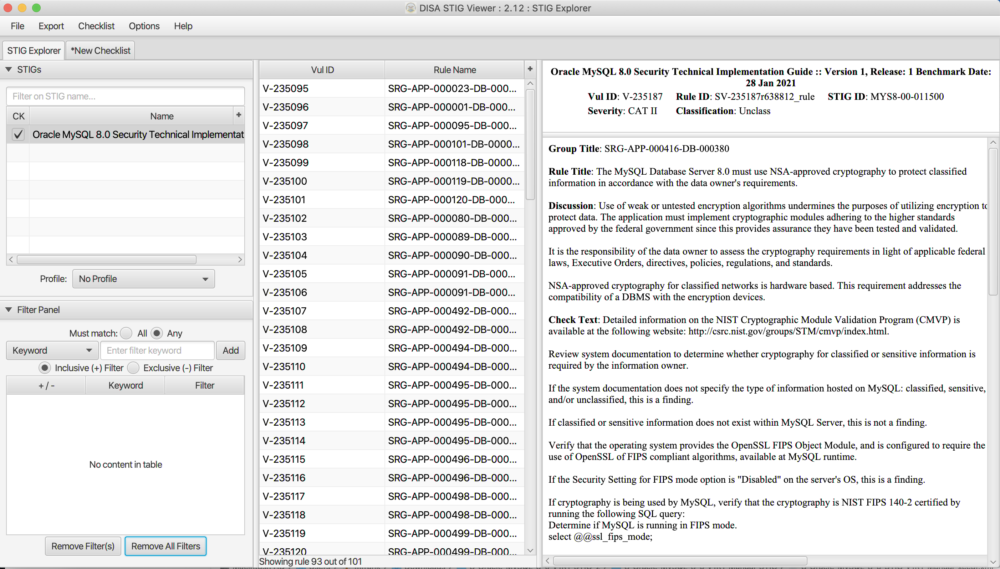 DISA STIG Viewer : 2.12 : STIG Explorer
File Export Checklist Options Help
STIG Explorer *New Checklist
STIGs
Filter on STIG name...
CK Name +
Oracle MySQL 8.0 Security Technical Implementat
Profile: No Profile
Filter Panel
Must match: All Any
Keyword Enter filter keyword Add
Inclusive (+) Filter Exclusive (-) Filter
+ / - Keyword Filter
No content in table
Remove Filter(s) Remove All Filters
Vul ID Rule Name +
V-235095 SRG-APP-000023-DB-000...
V-235096 SRG-APP-000001-DB-000...
V-235097 SRG-APP-000095-DB-000...
V-235098 SRG-APP-000101-DB-0000...
V-235099 SRG-APP-000118-DB-0000...
V-235100 SRG-APP-000119-DB-0000...
V-235101 SRG-APP-000120-DB-000...
V-235102 SRG-APP-000080-DB-000...
V-235103 SRG-APP-000089-DB-000...
V-235104 SRG-APP-000090-DB-000...
V-235105 SRG-APP-000091-DB-000...
V-235106 SRG-APP-000091-DB-000...
V-235107 SRG-APP-000492-DB-000...
V-235108 SRG-APP-000492-DB-000...
V-235109 SRG-APP-000494-DB-000...
V-235110 SRG-APP-000494-DB-000...
V-235111 SRG-APP-000495-DB-000...
V-235112 SRG-APP-000495-DB-000...
V-235113 SRG-APP-000495-DB-000...
V-235114 SRG-APP-000495-DB-000...
V-235115 SRG-APP-000496-DB-000...
V-235116 SRG-APP-000496-DB-000...
V-235117 SRG-APP-000498-DB-000...
V-235118 SRG-APP-000498-DB-000...
V-235119 SRG-APP-000499-DB-000...
V-235120 SRG-APP-000499-DB-000...
Showing rule 93 out of 101
Oracle MySQL 8.0 Security Technical Implementation Guide :: Version 1, Release: 1 Benchmark Date:
28 Jan 2021
Vul ID: V-235187 Rule ID: SV-235187r638812_rule STIG ID: MYS8-00-011500
Severity: CAT II Classification: Unclass
Group Title: SRG-APP-000416-DB-000380
Rule Title: The MySQL Database Server 8.0 must use NSA-approved cryptography to protect classified
information in accordance with the data owner's requirements.
Discussion: Use of weak or untested encryption algorithms undermines the purposes of utilizing encryption to
protect data. The application must implement cryptographic modules adhering to the higher standards
approved by the federal government since this provides assurance they have been tested and validated.
It is the responsibility of the data owner to assess the cryptography requirements in light of applicable federal
laws, Executive Orders, directives, policies, regulations, and standards.
NSA-approved cryptography for classified networks is hardware based. This requirement addresses the
compatibility of a DBMS with the encryption devices.
Check Text: Detailed information on the NIST Cryptographic Module Validation Program (CMVP) is
available at the following website: http://csrc.nist.gov/groups/STM/cmvp/index.html.
Review system documentation to determine whether cryptography for classified or sensitive information is
required by the information owner.
If the system documentation does not specify the type of information hosted on MySQL: classified, sensitive,
and/or unclassified, this is a finding.
If classified or sensitive information does not exist within MySQL Server, this is not a finding.
Verify that the operating system provides the OpenSSL FIPS Object Module, and is configured to require the
use of OpenSSL of FIPS compliant algorithms, available at MySQL runtime.
If the Security Setting for FIPS mode option is "Disabled" on the server's OS, this is a finding.
If cryptography is being used by MySQL, verify that the cryptography is NIST FIPS 140-2 certified by
running the following SQL query:
Determine if MySQL is running in FIPS mode.
select @@ssl_fips_mode;